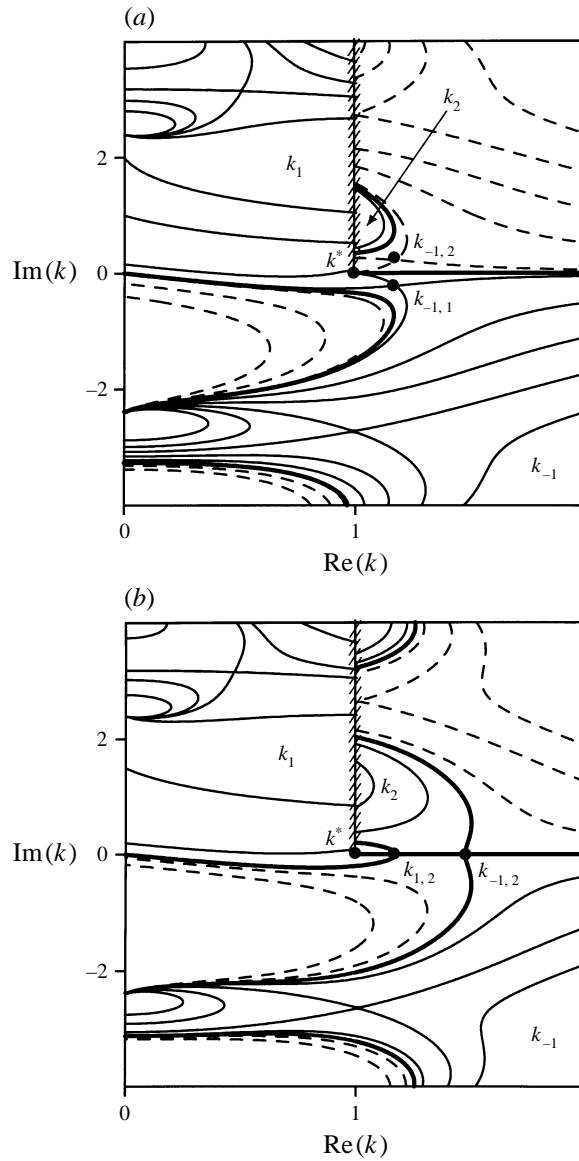 (a)
2
k₂
k₁
k₋₁,₂
Im(k)
k*
0
k₋₁,₁
−2
k₋₁
0
1
Re(k)
(b)
2
k₁
k₂
k*
Im(k)
0
k₁,₂
k₋₁,₂
−2
k₋₁
0
1
Re(k)